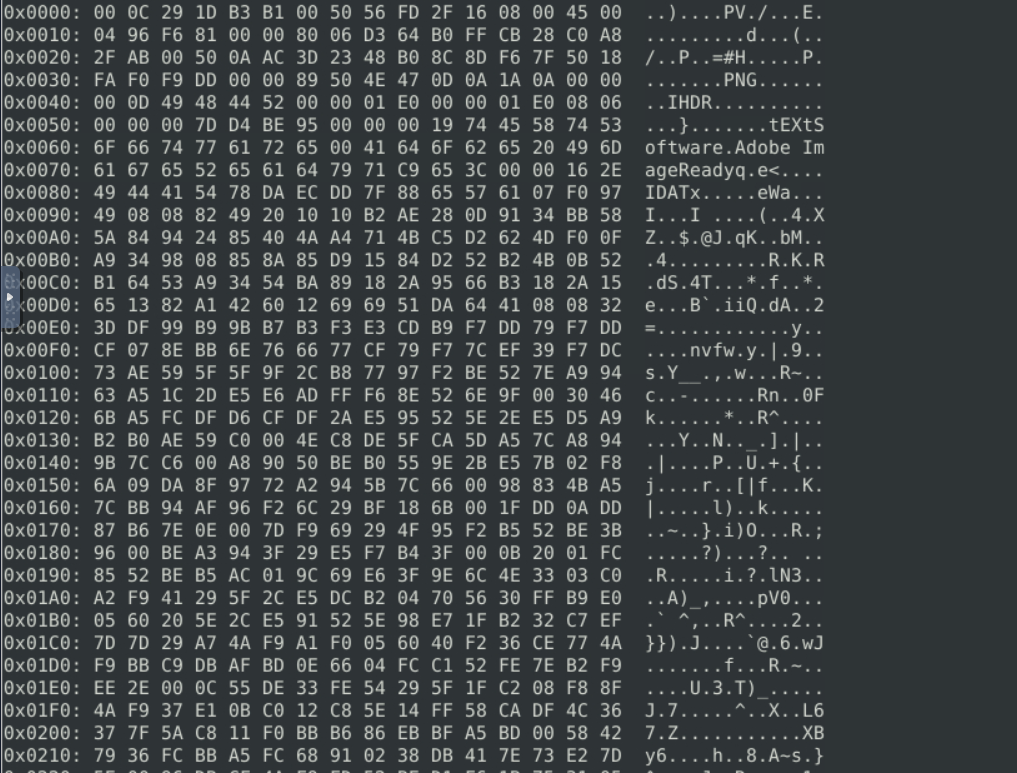 0x0000: 00 0C 29 1D B3 B1 00 50 56 FD 2F 16 08 00 45 00 ..)....PV./...E.
0x0010: 04 96 F6 81 00 00 80 06 D3 64 B0 FF CB 28 C0 A8 .........d...(..
0x0020: 2F AB 00 50 0A AC 3D 23 48 B0 8C 8D F6 7F 50 18 /..P..=#H.....P.
0x0030: FA F0 F9 DD 00 00 89 50 4E 47 0D 0A 1A 0A 00 00 .......PNG......
0x0040: 00 0D 49 48 44 52 00 00 01 E0 00 00 01 E0 08 06 ..IHDR..........
0x0050: 00 00 00 7D D4 BE 95 00 00 00 19 74 45 58 74 53 ...}.......tEXtS
0x0060: 6F 66 74 77 61 72 65 00 41 64 6F 62 65 20 49 6D oftware.Adobe Im
0x0070: 61 67 65 52 65 61 64 79 71 C9 65 3C 00 00 16 2E ageReadyq.e<....
0x0080: 49 44 41 54 78 DA EC DD 7F 88 65 57 61 07 F0 97 IDATx.....eWa...
0x0090: 49 08 08 82 49 20 10 10 B2 AE 28 0D 91 34 BB 58 I...I ....(..4.X
0x00A0: 5A 84 94 24 85 40 4A A4 71 4B C5 D2 62 4D F0 0F Z..$.@J.qK..bM..
0x00B0: A9 34 98 08 85 8A 85 D9 15 84 D2 52 B2 4B 0B 52 .4.........R.K.R
x00C0: B1 64 53 A9 34 54 BA 89 18 2A 95 66 B3 18 2A 15 .dS.4T...*.f..*.
x00D0: 65 13 82 A1 42 60 12 69 69 51 DA 64 41 08 08 32 e...B`.iiQ.dA..2
0x00E0: 3D DF 99 B9 9B B7 B3 F3 E3 CD B9 F7 DD 79 F7 DD =............y..
0x00F0: CF 07 8E BB 6E 76 66 77 CF 79 F7 7C EF 39 F7 DC ....nvfw.y.|.9..
0x0100: 73 AE 59 5F 5F 9F 2C B8 77 97 F2 BE 52 7E A9 94 s.Y__.,.w...R~..
0x0110: 63 A5 1C 2D E5 E6 AD FF F6 8E 52 6E 9F 00 30 46 c..-......Rn..0F
0x0120: 6B A5 FC DF D6 CF DF 2A E5 95 52 5E 2E E5 D5 A9 k......*..R^....
0x0130: B2 B0 AE 59 C0 00 4E C8 DE 5F CA 5D A5 7C A8 94 ...Y..N.._.].|..
0x0140: 9B 7C C6 00 A8 90 50 BE B0 55 9E 2B E5 7B 02 F8 .|....P..U.+.{..
0x0150: 6A 09 DA 8F 97 72 A2 94 5B 7C 66 00 98 83 4B A5 j....r..[|f...K.
0x0160: 7C BB 94 AF 96 F2 6C 29 BF 18 6B 00 1F DD 0A DD |.....l)..k.....
0x0170: 87 B6 7E 0E 00 7D F9 69 29 4F 95 F2 B5 52 BE 3B ..~..}.i)O...R.;
0x0180: 96 00 BE A3 94 3F 29 E5 F7 B4 3F 00 0B 20 01 FC .....?)...?.. ..
0x0190: 85 52 BE B5 AC 01 9C 69 E6 3F 9E 6C 4E 33 03 C0 .R.....i.?.lN3..
0x01A0: A2 F9 41 29 5F 2C E5 DC B2 04 70 56 30 FF B9 E0 ..A)_,....pV0...
0x01B0: 05 60 20 5E 2C E5 91 52 5E 98 E7 1F B2 32 C7 EF .` ^,..R^....2..
0x01C0: 7D 7D 29 A7 4A F9 A1 F0 05 60 40 F2 36 CE 77 4A }}).J....`@.6.wJ
0x01D0: F9 BB C9 DB AF BD 0E 66 04 FC C1 52 FE 7E B2 F9 .......f...R.~..
0x01E0: EE 2E 00 0C 55 DE 33 FE 54 29 5F 1F C2 08 F8 8F ....U.3.T)_.....
0x01F0: 4A F9 37 E1 0B C0 12 C8 5E 14 FF 58 CA DF 4C 36 J.7.....^..X..L6
0x0200: 37 7F 5A C8 11 F0 BB B6 86 EB BF A5 BD 00 58 42 7.Z...........XB
0x0210: 79 36 FC BB A5 FC 68 91 02 38 DB 41 7E 73 E2 7D y6....h..8.A~s.}